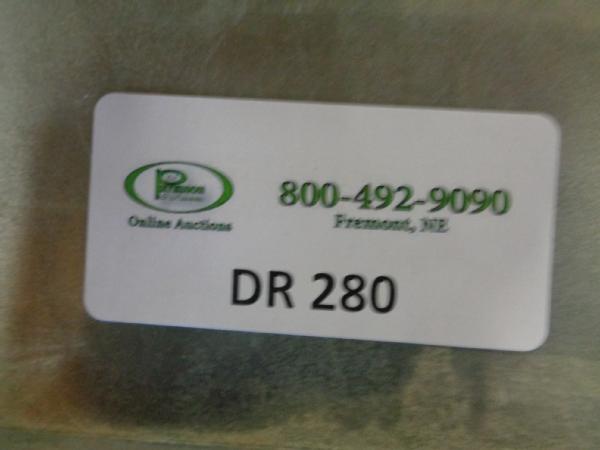 800-492-9090
Fremont, NE
Online Auctions
DR 280